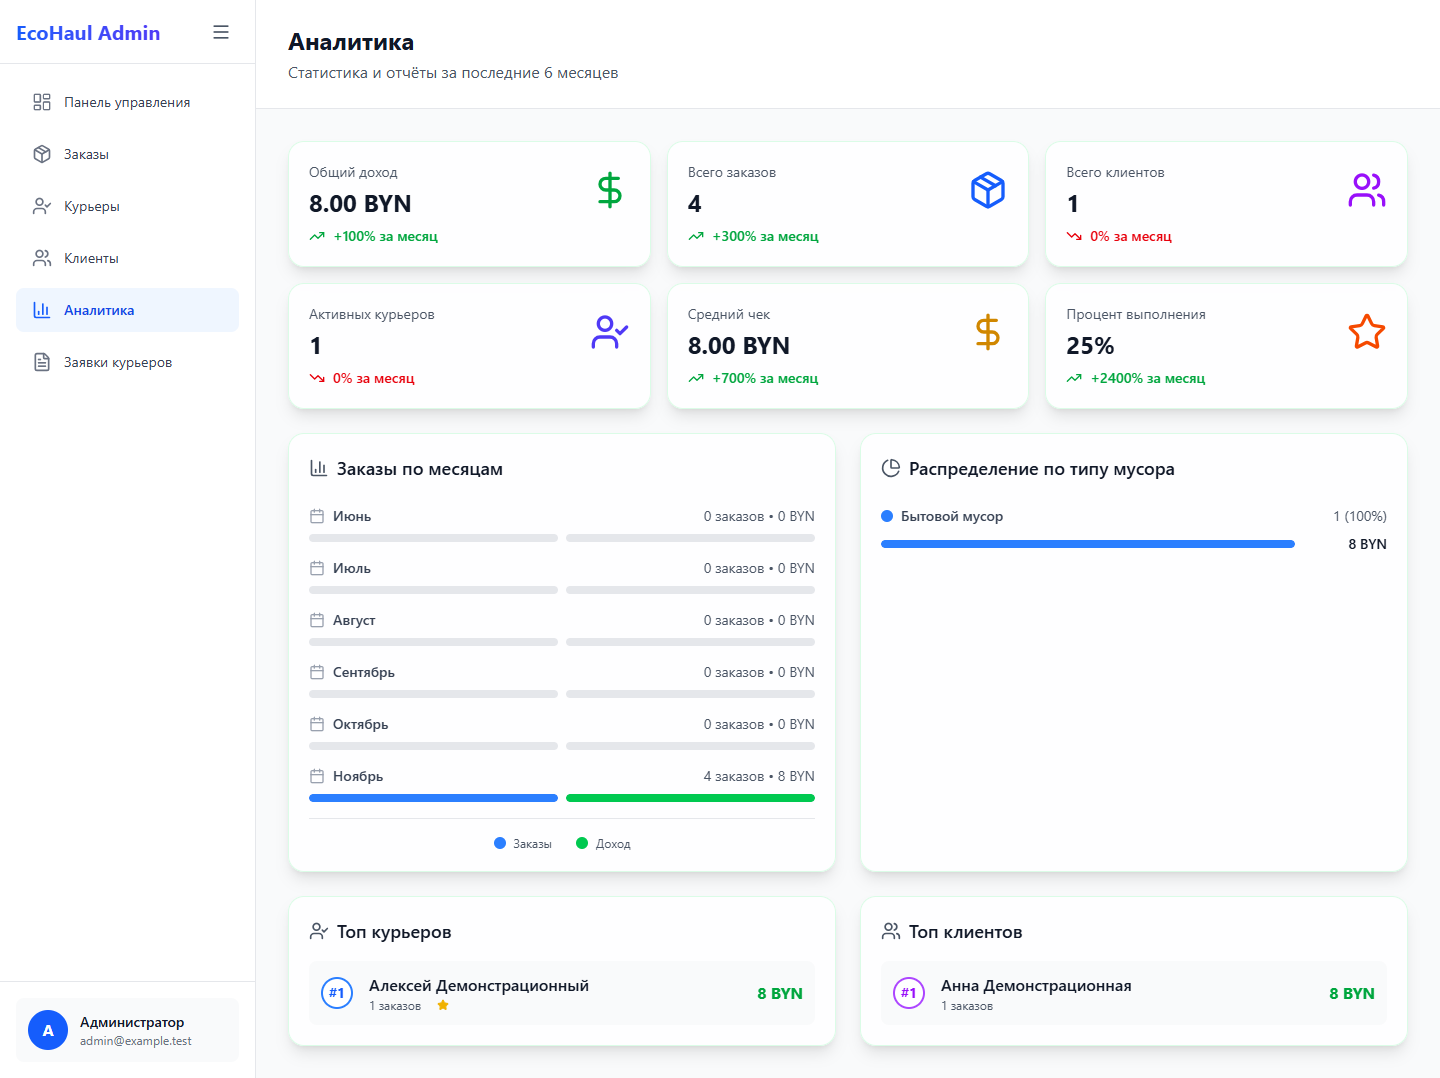 EcoHaul Admin
Панель управления
Заказы
Курьеры
Клиенты
Аналитика
Заявки курьеров
А
Администратор
admin@example.test
Аналитика
Статистика и отчёты за последние 6 месяцев
Общий доход
8.00 BYN
+100% за месяц
Всего заказов
4
+300% за месяц
Всего клиентов
1
0% за месяц
Активных курьеров
1
0% за месяц
Средний чек
8.00 BYN
+700% за месяц
Процент выполнения
25%
+2400% за месяц
Заказы по месяцам
Июнь 0 заказов • 0 BYN
Июль 0 заказов • 0 BYN
Август 0 заказов • 0 BYN
Сентябрь 0 заказов • 0 BYN
Октябрь 0 заказов • 0 BYN
Ноябрь 4 заказов • 8 BYN
Заказы Доход
Распределение по типу мусора
Бытовой мусор 1 (100%)
8 BYN
Топ курьеров
#1 Алексей Демонстрационный 8 BYN
1 заказов
Топ клиентов
#1 Анна Демонстрационная 8 BYN
1 заказов